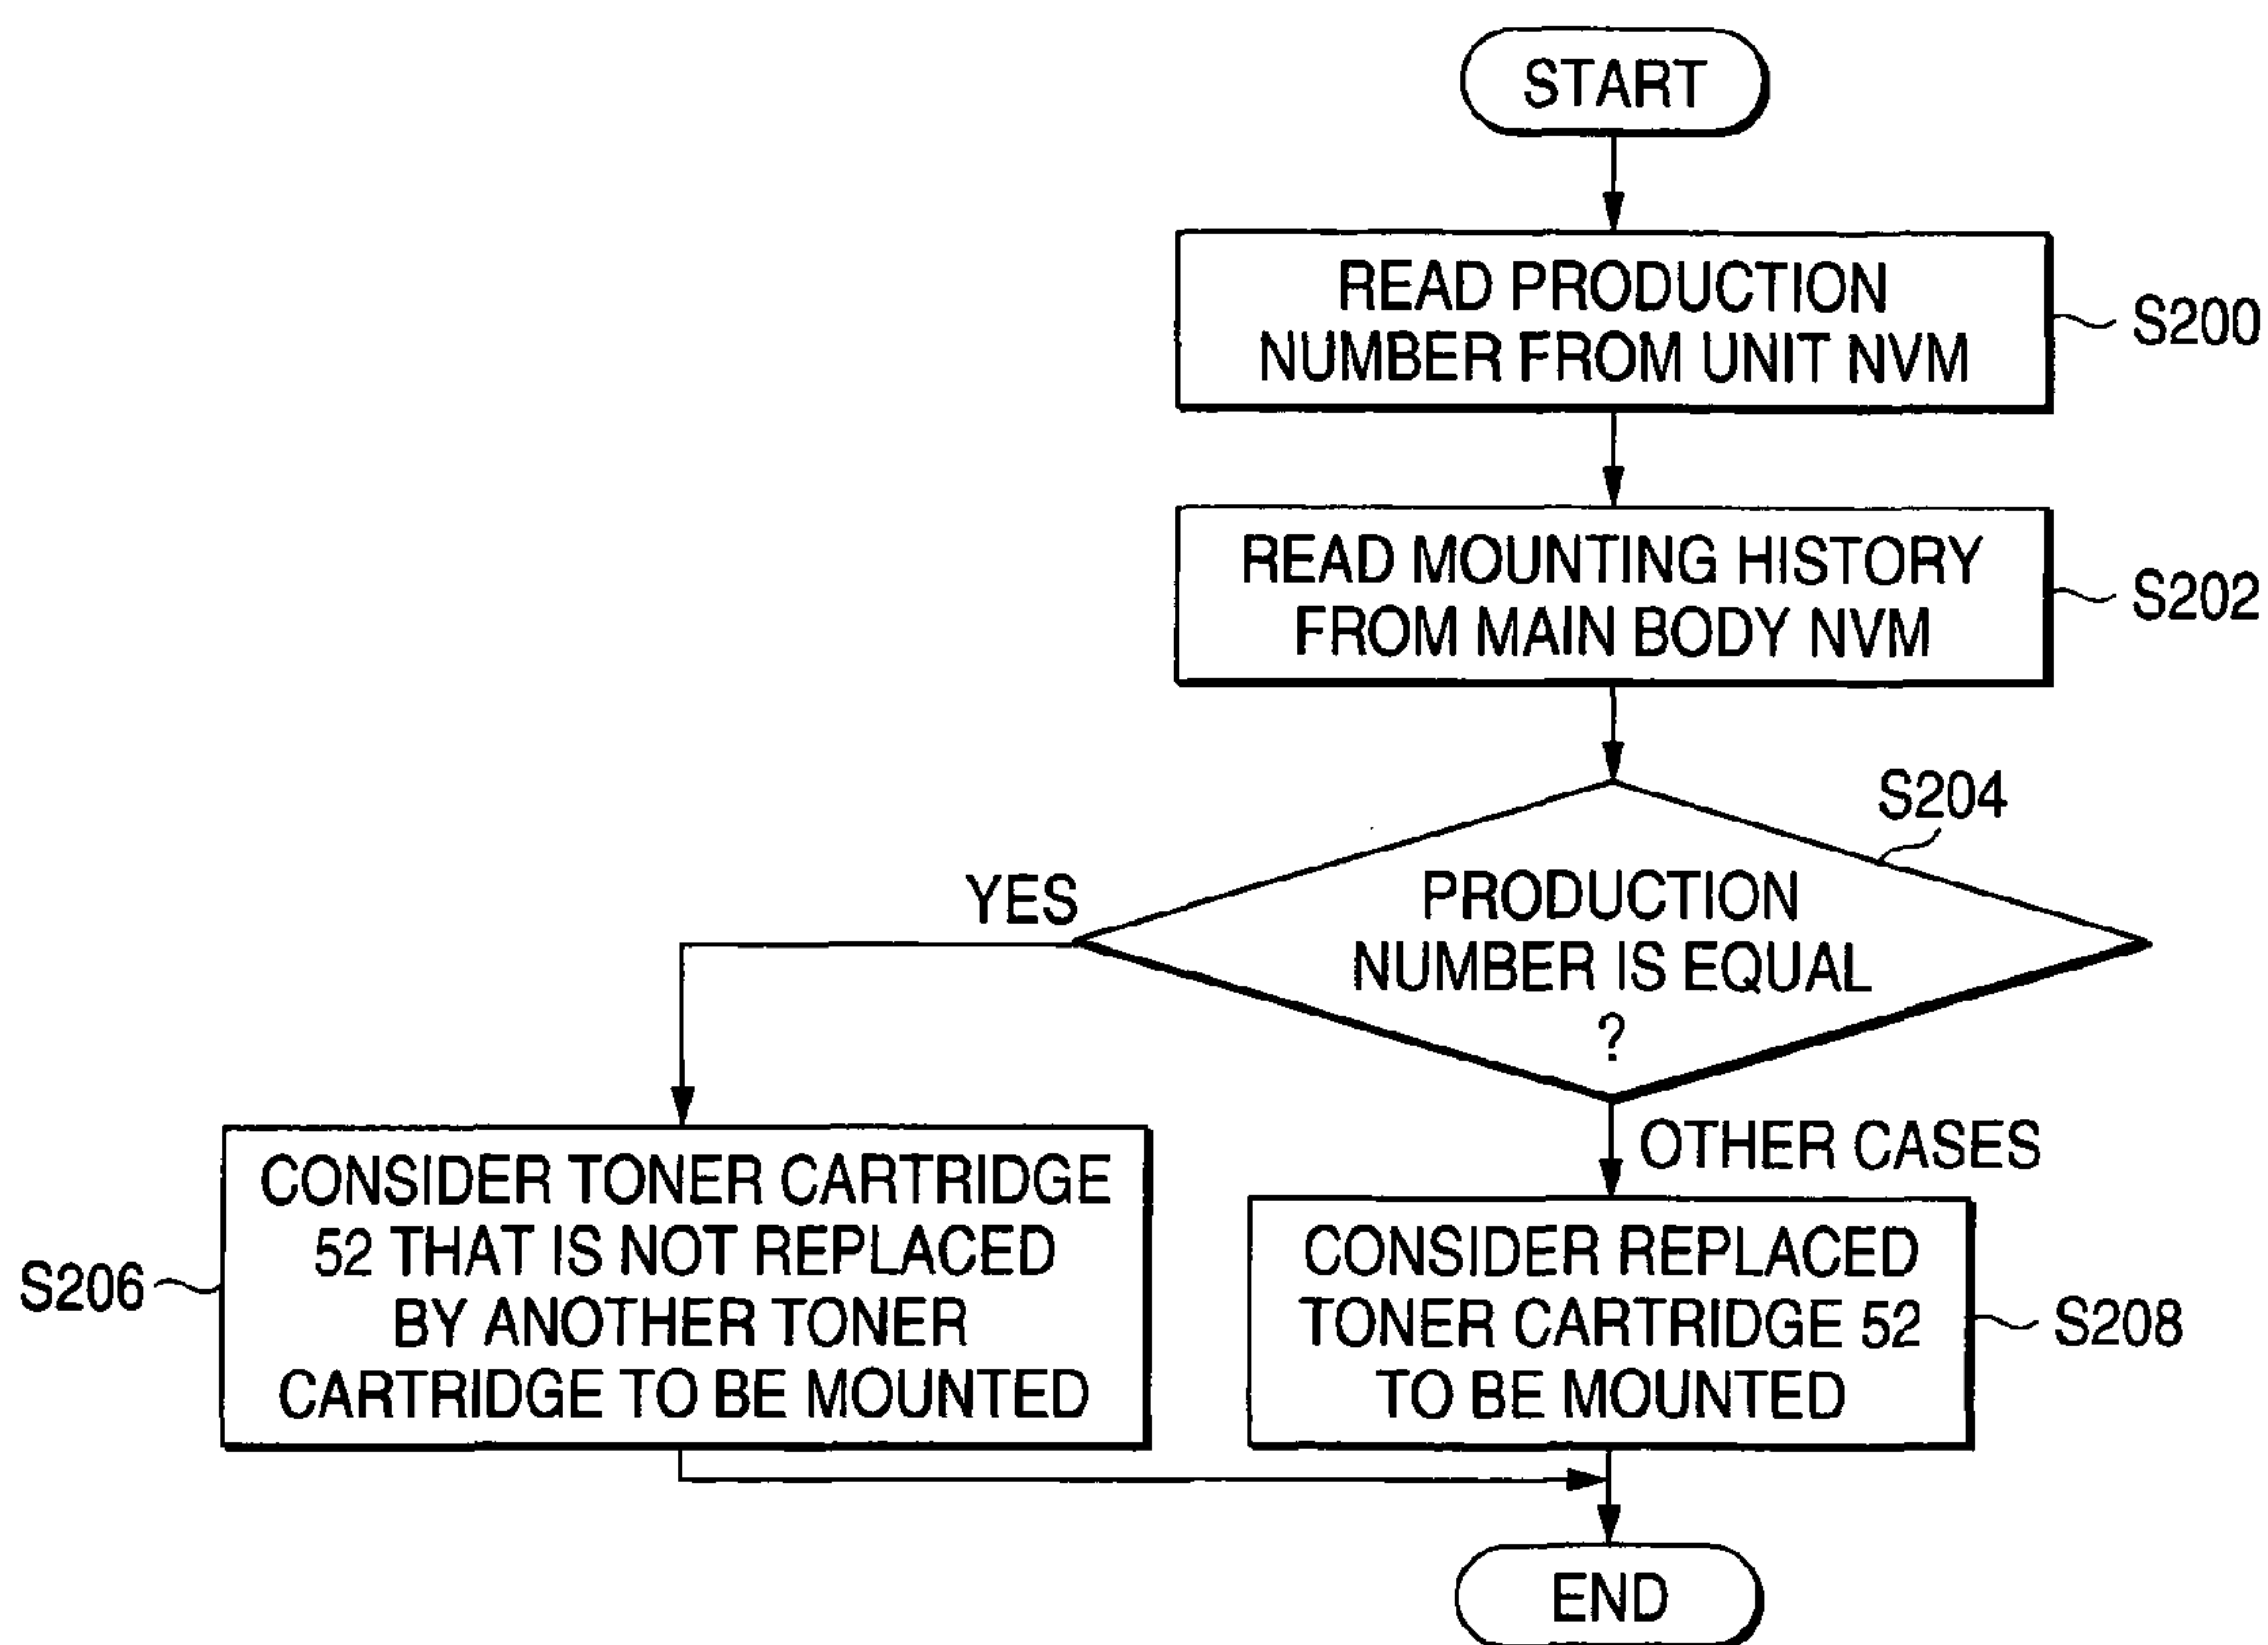 START
READ PRODUCTION
NUMBER FROM UNIT NVM
S200
READ MOUNTING HISTORY
FROM MAIN BODY NVM
S202
S204
PRODUCTION
NUMBER IS EQUAL
?
YES
OTHER CASES
CONSIDER TONER CARTRIDGE
52 THAT IS NOT REPLACED
BY ANOTHER TONER
CARTRIDGE TO BE MOUNTED
S206
CONSIDER REPLACED
TONER CARTRIDGE 52
TO BE MOUNTED
S208
END